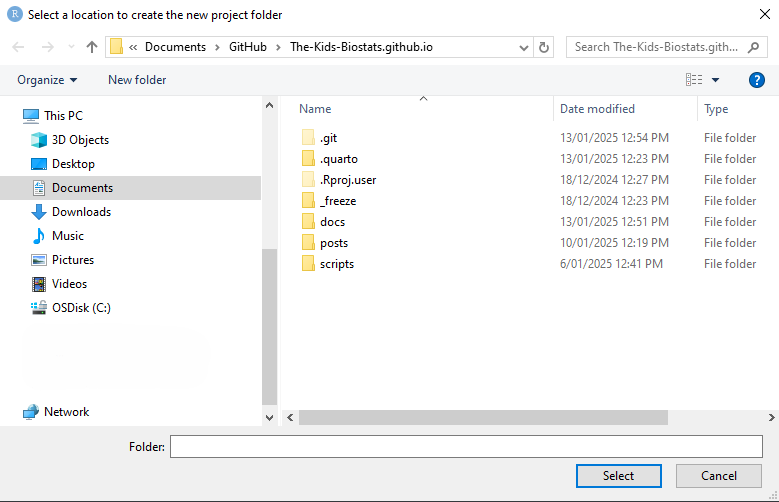 Select a location to create the new project folder
« Documents > GitHub > The-Kids-Biostats.github.io
Search The-Kids-Biostats.gith...
Organize
New folder
This PC
3D Objects
Desktop
Documents
Downloads
Music
Pictures
Videos
OSDisk (C:)
Network
Name Date modified Type
.git 13/01/2025 12:54 PM File folder
.quarto 13/01/2025 12:23 PM File folder
.Rproj.user 18/12/2024 12:27 PM File folder
_freeze 18/12/2024 12:23 PM File folder
docs 13/01/2025 12:51 PM File folder
posts 10/01/2025 12:19 PM File folder
scripts 6/01/2025 12:41 PM File folder
Folder:
Select Cancel